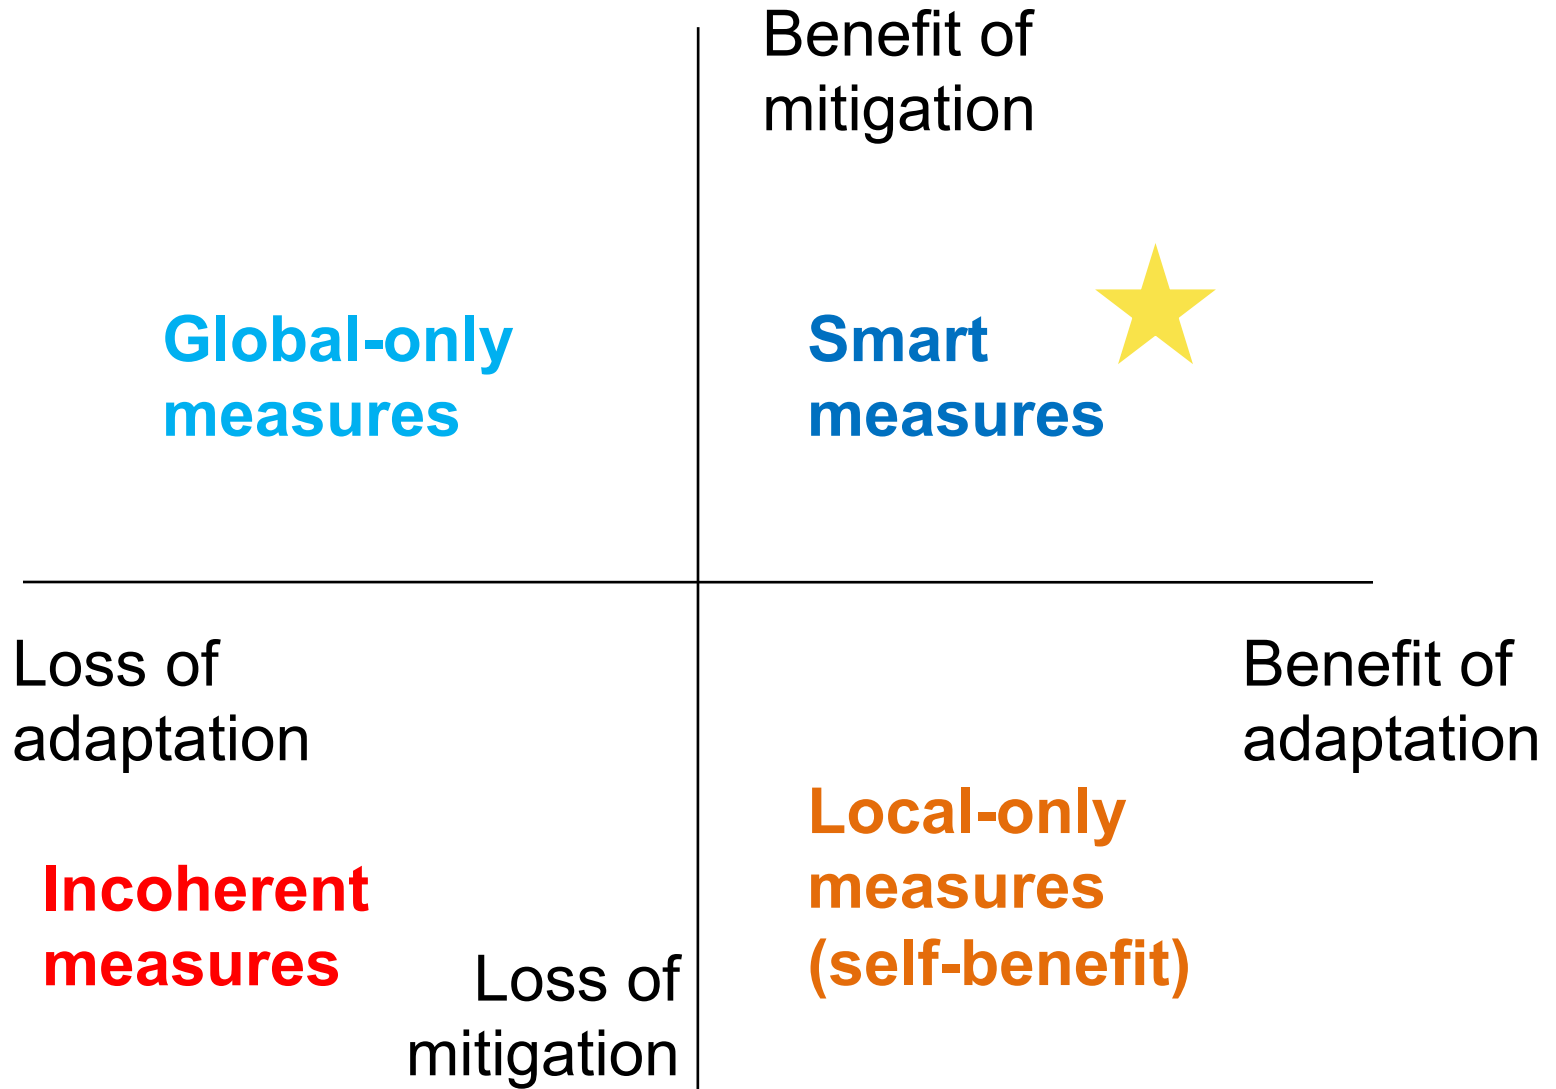 Benefit of
mitigation
Global-only
measures
Smart
measures
Loss of
adaptation
Benefit of
adaptation
Incoherent
measures
Loss of
mitigation
Local-only
measures
(self-benefit)